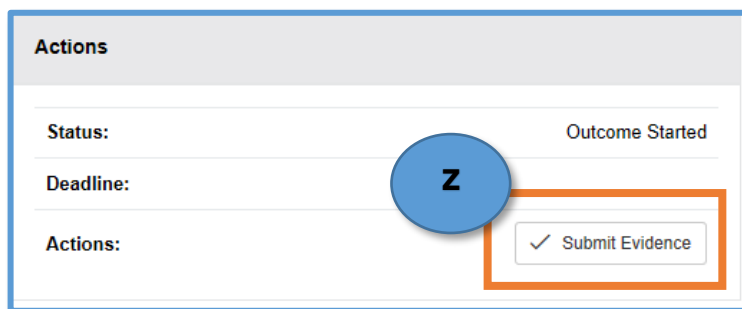 Actions
Status: Outcome Started
Deadline:
Z
Actions: Submit Evidence